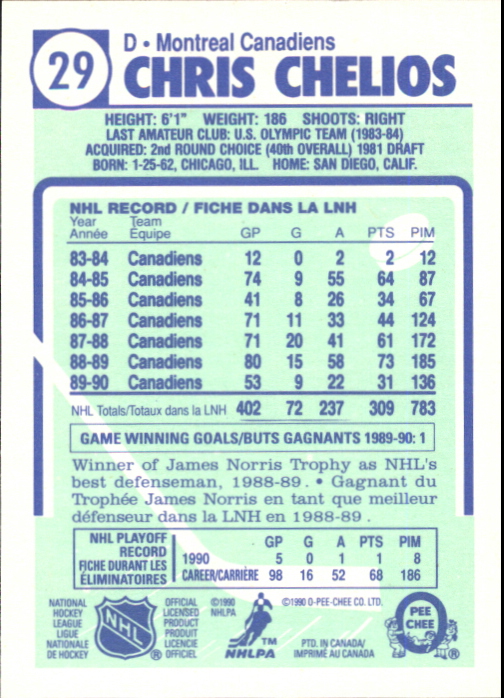 29
D • Montreal Canadiens
CHRIS CHELIOS
HEIGHT: 6'1" WEIGHT: 186 SHOOTS: RIGHT
LAST AMATEUR CLUB: U.S. OLYMPIC TEAM (1983-84)
ACQUIRED: 2nd ROUND CHOICE (40th OVERALL) 1981 DRAFT
BORN: 1-25-62, CHICAGO, ILL. HOME: SAN DIEGO, CALIF.
NHL RECORD / FICHE DANS LA LNH
Year Team
Année Équipe GP G A PTS PIM
83-84 Canadiens 12 0 2 2 12
84-85 Canadiens 74 9 55 64 87
85-86 Canadiens 41 8 26 34 67
86-87 Canadiens 71 11 33 44 124
87-88 Canadiens 71 20 41 61 172
88-89 Canadiens 80 15 58 73 185
89-90 Canadiens 53 9 22 31 136
NHL Totals/Totaux dans la LNH 402 72 237 309 783
GAME WINNING GOALS/BUTS GAGNANTS 1989-90: 1
Winner of James Norris Trophy as NHL's
best defenseman, 1988-89. • Gagnant du
Trophée James Norris en tant que meilleur
défenseur dans la LNH en 1988-89.
NHL PLAYOFF
RECORD
FICHE DURANT LES
ÉLIMINATOIRES
GP G A PTS PIM
1990 5 0 1 1 8
CAREER/CARRIÈRE 98 16 52 68 186
NATIONAL
HOCKEY
LEAGUE
LIGUE
NATIONALE
DE HOCKEY
NHL
®
OFFICIAL
LICENSED
PRODUCT
PRODUIT
LICENCIÉ
OFFICIEL
©1990
NHLPA
TM
NHLPA
©1990 O-PEE-CHEE CO. LTD.
PTD. IN CANADA/
IMPRIMÉ AU CANADA
O
PEE
CHEE
®